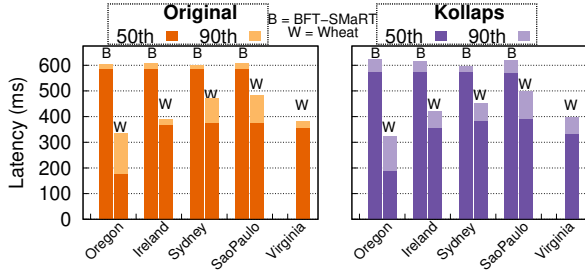 Original
50th 90th
B = BFT−SMaRT
W = Wheat
Kollaps
50th 90th
Latency (ms)
600
500
400
300
200
100
0
B B B B
W W W W W
Oregon
Ireland
Sydney
SaoPaulo
Virginia
B B B B
W W W W W
Oregon
Ireland
Sydney
SaoPaulo
Virginia